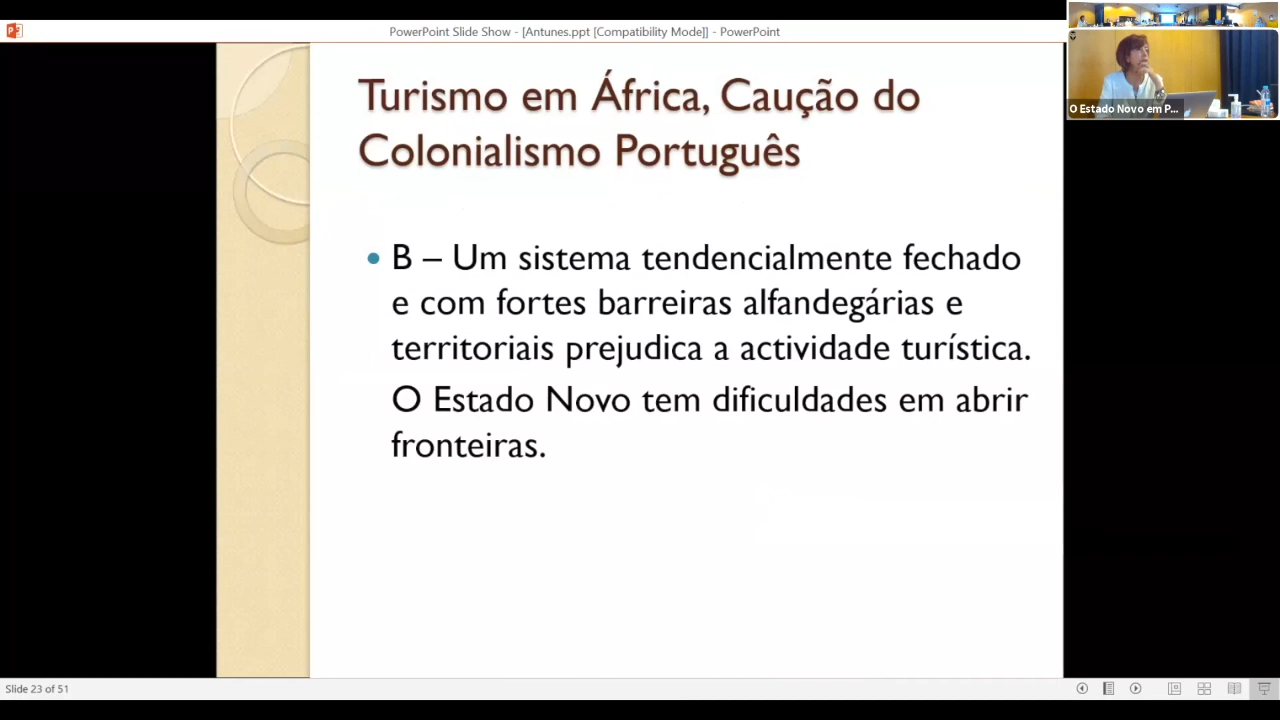 PowerPoint Slide Show - [Antunes.ppt [Compatibility Mode]] - PowerPoint
O Estado Novo em P...
Turismo em África, Caução do
Colonialismo Português
B – Um sistema tendencialmente fechado
e com fortes barreiras alfandegárias e
territoriais prejudica a actividade turística.
O Estado Novo tem dificuldades em abrir
fronteiras.
Slide 23 of 51